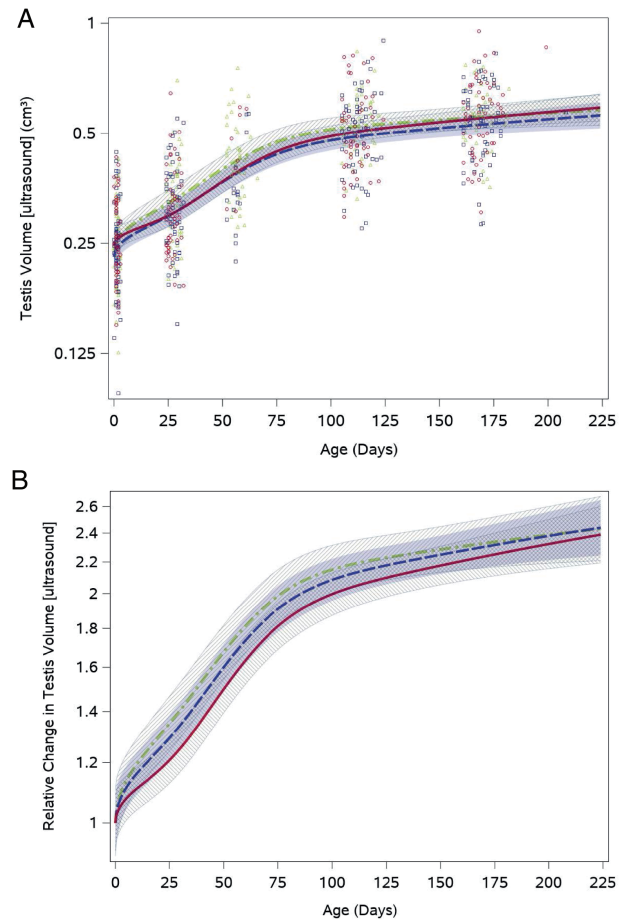 A
Testis Volume [ultrasound] (cm³)
1
0.5
0.25
0.125
0 25 50 75 100 125 150 175 200 225
Age (Days)
B
Relative Change in Testis Volume [ultrasound]
2.6
2.4
2.2
2
1.8
1.6
1.4
1.2
1
0 25 50 75 100 125 150 175 200 225
Age (Days)